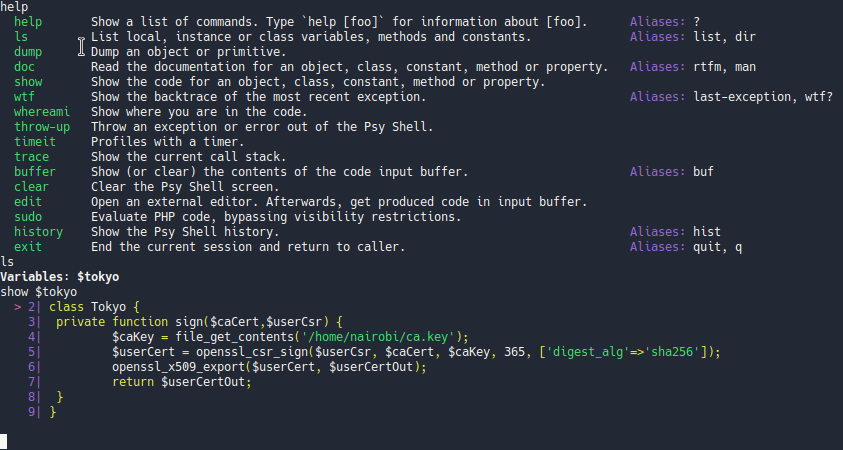 help
help Show a list of commands. Type `help [foo]` for information about [foo]. Aliases: ?
ls List local, instance or class variables, methods and constants. Aliases: list, dir
dump Dump an object or primitive.
doc Read the documentation for an object, class, constant, method or property. Aliases: rtfm, man
show Show the code for an object, class, constant, method or property.
wtf Show the backtrace of the most recent exception. Aliases: last-exception, wtf?
whereami Show where you are in the code.
throw-up Throw an exception or error out of the Psy Shell.
timeit Profiles with a timer.
trace Show the current call stack.
buffer Show (or clear) the contents of the code input buffer. Aliases: buf
clear Clear the Psy Shell screen.
edit Open an external editor. Afterwards, get produced code in input buffer.
sudo Evaluate PHP code, bypassing visibility restrictions.
history Show the Psy Shell history. Aliases: hist
exit End the current session and return to caller. Aliases: quit, q
ls
Variables: $tokyo
show $tokyo
> 2| class Tokyo {
3| private function sign($caCert,$userCsr) {
4| $caKey = file_get_contents('/home/nairobi/ca.key');
5| $userCert = openssl_csr_sign($userCsr, $caCert, $caKey, 365, ['digest_alg'=>'sha256']);
6| openssl_x509_export($userCert, $userCertOut);
7| return $userCertOut;
8| }
9| }